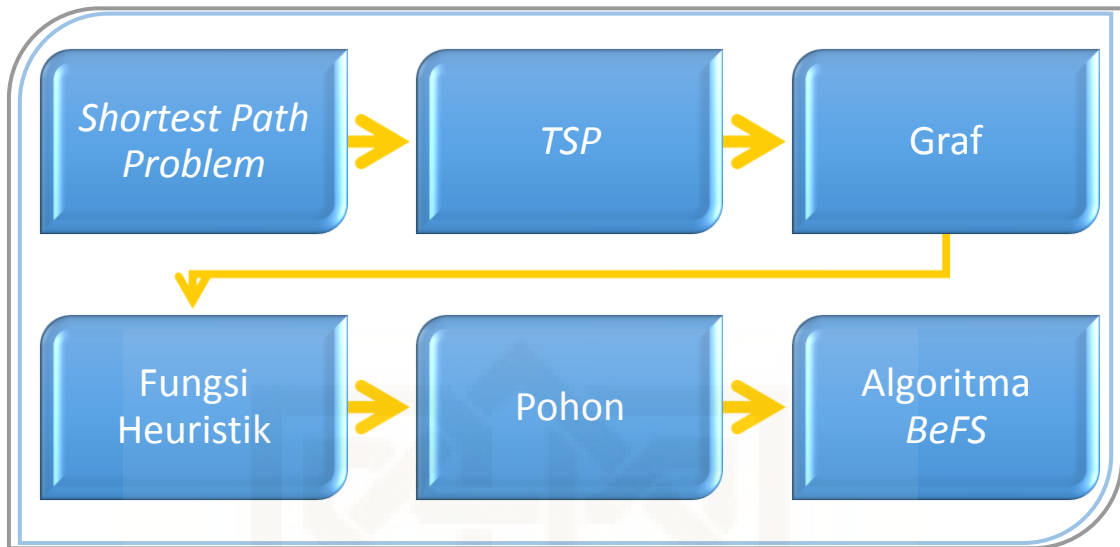 Shortest Path
Problem
TSP
Graf
Fungsi
Heuristik
Pohon
Algoritma
BeFS